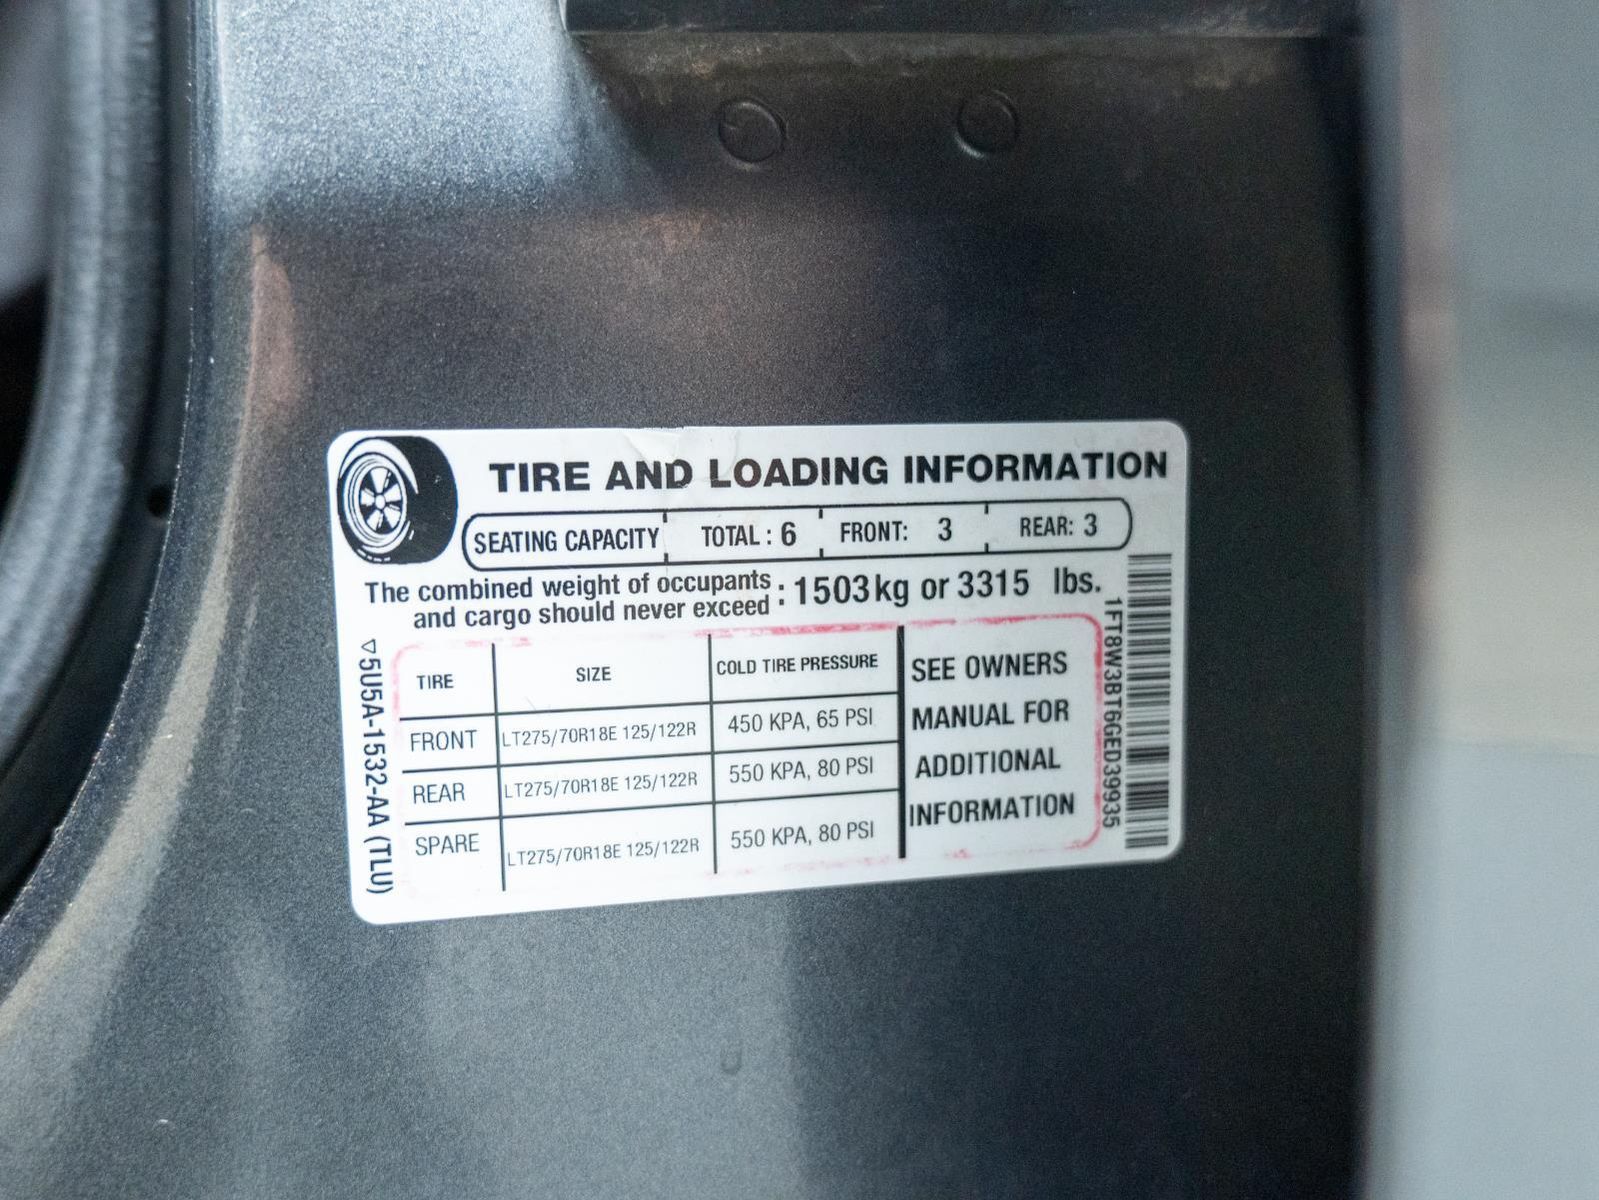 TIRE AND LOADING INFORMATION
SEATING CAPACITY TOTAL : 6 FRONT: 3 REAR: 3
The combined weight of occupants
and cargo should never exceed : 1503 kg or 3315 lbs.
TIRE SIZE COLD TIRE PRESSURE
FRONT LT275/70R18E 125/122R 450 KPA, 65 PSI
REAR LT275/70R18E 125/122R 550 KPA, 80 PSI
SPARE LT275/70R18E 125/122R 550 KPA, 80 PSI
SEE OWNERS
MANUAL FOR
ADDITIONAL
INFORMATION
5U5A-1532-AA (TLU)
1FT8W3BT6GED39935